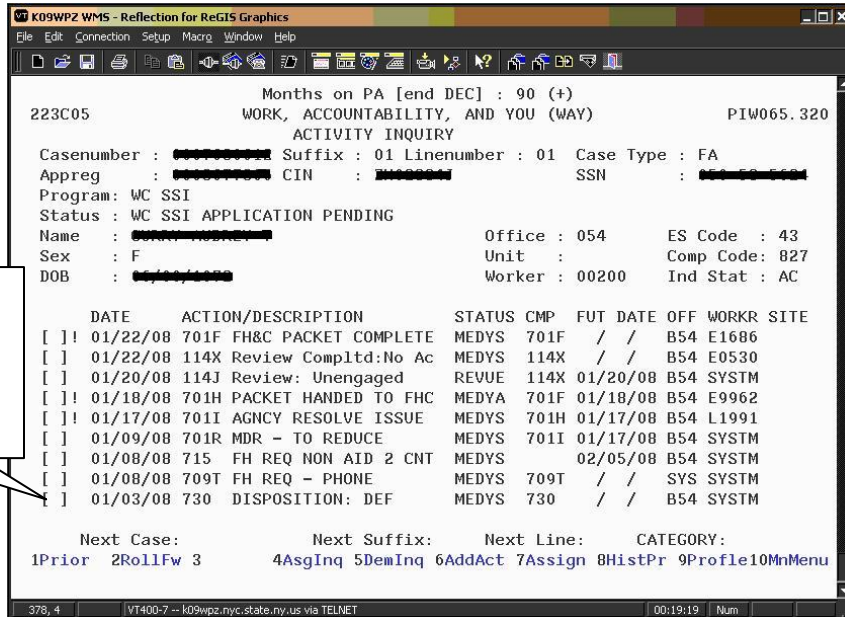 K09WPZ WMS - Reflection for ReGIS Graphics
File Edit Connection Setup Macro Window Help
Months on PA [end DEC] : 90 (+)
223C05 WORK, ACCOUNTABILITY, AND YOU (WAY) PIW065.320
ACTIVITY INQUIRY
Casenumber : Suffix : 01 Linenumber : 01 Case Type : FA
Appreg : CIN : SSN :
Program: WC SSI
Status : WC SSI APPLICATION PENDING
Name : Office : 054 ES Code : 43
Sex : F Unit : Comp Code: 827
DOB : Worker : 00200 Ind Stat : AC
DATE ACTION/DESCRIPTION STATUS CMP FUT DATE OFF WORKR SITE
[ ]! 01/22/08 701F FH&C PACKET COMPLETE MEDYS 701F / / B54 E1686
[ ] 01/22/08 114X Review Compltd:No Ac MEDYS 114X / / B54 E0530
[ ] 01/20/08 114J Review: Unengaged REVUE 114X 01/20/08 B54 SYSTM
[ ]! 01/18/08 701H PACKET HANDED TO FHC MEDYA 701F 01/18/08 B54 E9962
[ ]! 01/17/08 701I AGNCY RESOLVE ISSUE MEDYS 701H 01/17/08 B54 L1991
[ ] 01/09/08 701R MDR - TO REDUCE MEDYS 701I 01/17/08 B54 SYSTM
[ ] 01/08/08 715 FH REQ NON AID 2 CNT MEDYS 02/05/08 B54 SYSTM
[ ] 01/08/08 709T FH REQ - PHONE MEDYS 709T / / SYS SYSTM
[ ] 01/03/08 730 DISPOSITION: DEF MEDYS 730 / / B54 SYSTM
Next Case: Next Suffix: Next Line: CATEGORY:
1Prior 2RollFw 3 4AsgInq 5DemInq 6AddAct 7Assign 8HistPr 9Profle10MnMenu
378, 4 VT400-7 -- k09wpz.nyc.state.ny.us via TELNET 00:19:19 Num